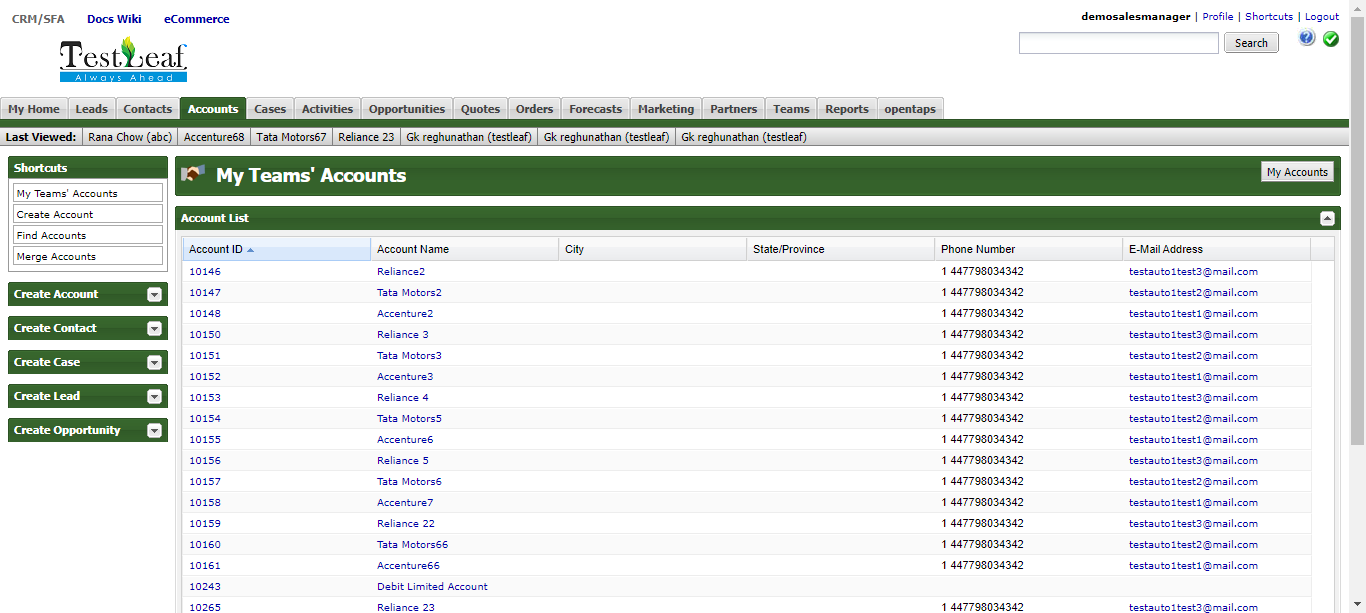 CRM/SFA Docs Wiki eCommerce
demosalesmanager | Profile | Shortcuts | Logout
TestLeaf
Always Ahead
Search
My Home Leads Contacts Accounts Cases Activities Opportunities Quotes Orders Forecasts Marketing Partners Teams Reports opentaps
Last Viewed: Rana Chow (abc) Accenture68 Tata Motors67 Reliance 23 Gk reghunathan (testleaf) Gk reghunathan (testleaf) Gk reghunathan (testleaf)
Shortcuts
My Teams' Accounts
Create Account
Find Accounts
Merge Accounts
Create Account
Create Contact
Create Case
Create Lead
Create Opportunity
My Teams' Accounts
My Accounts
Account List
Account ID Account Name City State/Province Phone Number E-Mail Address
10146 Reliance2 1 447798034342 testauto1test3@mail.com
10147 Tata Motors2 1 447798034342 testauto1test2@mail.com
10148 Accenture2 1 447798034342 testauto1test1@mail.com
10150 Reliance 3 1 447798034342 testauto1test3@mail.com
10151 Tata Motors3 1 447798034342 testauto1test2@mail.com
10152 Accenture3 1 447798034342 testauto1test1@mail.com
10153 Reliance 4 1 447798034342 testauto1test3@mail.com
10154 Tata Motors5 1 447798034342 testauto1test2@mail.com
10155 Accenture6 1 447798034342 testauto1test1@mail.com
10156 Reliance 5 1 447798034342 testauto1test3@mail.com
10157 Tata Motors6 1 447798034342 testauto1test2@mail.com
10158 Accenture7 1 447798034342 testauto1test1@mail.com
10159 Reliance 22 1 447798034342 testauto1test3@mail.com
10160 Tata Motors66 1 447798034342 testauto1test2@mail.com
10161 Accenture66 1 447798034342 testauto1test1@mail.com
10243 Debit Limited Account
10265 Reliance 23 1 447798034342 testauto1test3@mail.com